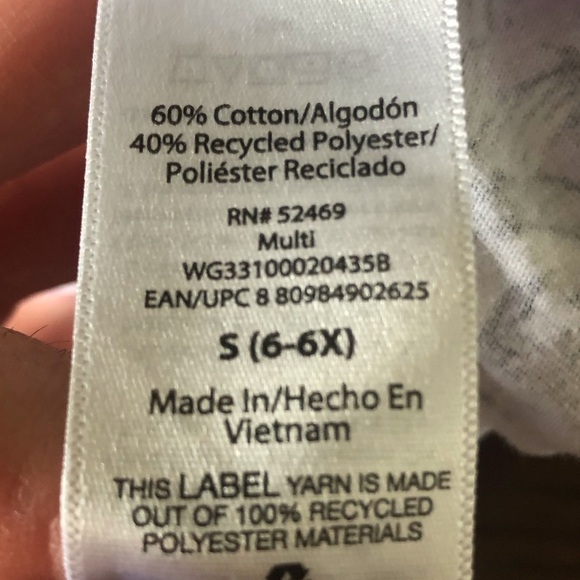 60% Cotton/Algodón
40% Recycled Polyester/
Poliéster Reciclado
RN# 52469
Multi
WG33100020435B
EAN/UPC 8 80984902625
S (6-6X)
Made In/Hecho En
Vietnam
THIS LABEL YARN IS MADE
OUT OF 100% RECYCLED
POLYESTER MATERIALS